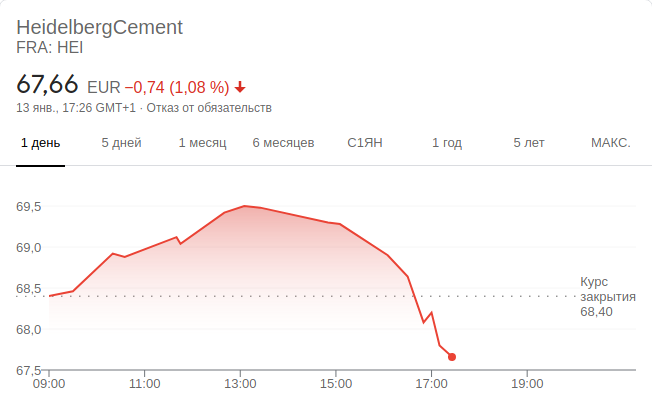 HeidelbergCement
FRA: HEI
67,66 EUR −0,74 (1,08 %)
13 янв., 17:26 GMT+1 · Отказ от обязательств
1 день 5 дней 1 месяц 6 месяцев С1ЯН 1 год 5 лет МАКС.
69,5
69,0
68,5
68,0
67,5
Курс
закрытия
68,40
09:00 11:00 13:00 15:00 17:00 19:00